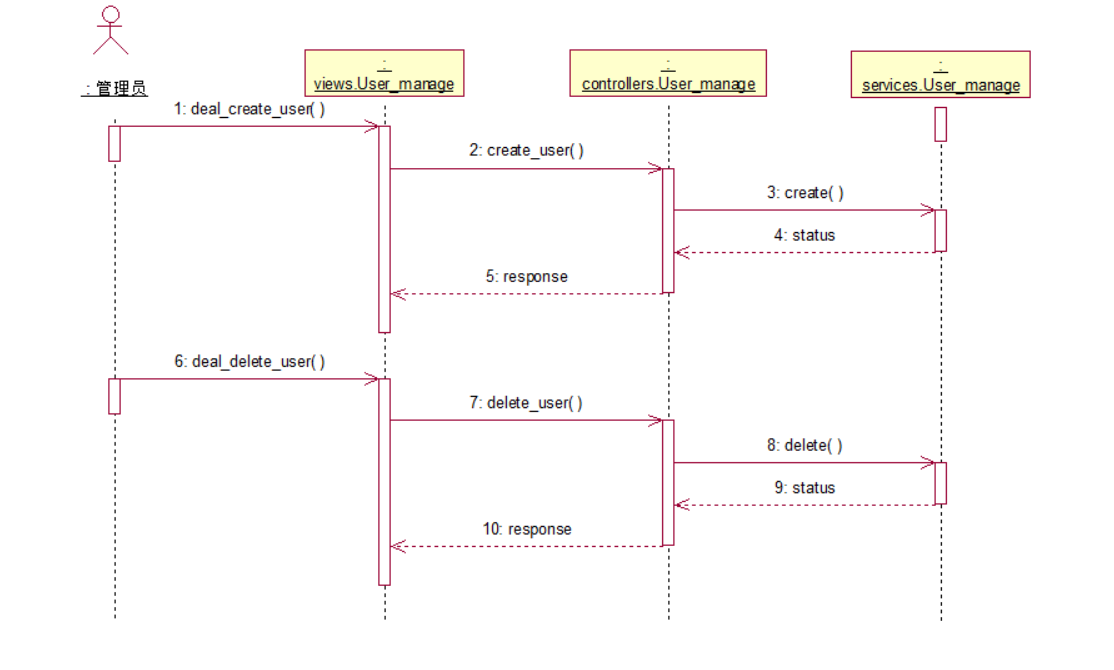 : 管理员
:
views.User_manage
:
controllers.User_manage
:
services.User_manage
1: deal_create_user( )
2: create_user( )
3: create( )
4: status
5: response
6: deal_delete_user( )
7: delete_user( )
8: delete( )
9: status
10: response